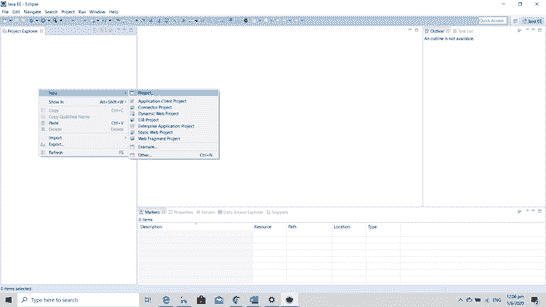 Java EE - Eclipse
File Edit Navigate Search Project Run Window Help
Quick Access
Java EE
Project Explorer
Outline Task List
An outline is not available.
New
Show In Alt+Shift+W
Copy Ctrl+C
Copy Qualified Name
Paste Ctrl+V
Delete Delete
Import
Export...
Refresh F5
Project...
Application Client Project
Connector Project
Dynamic Web Project
EJB Project
Enterprise Application Project
Static Web Project
Web Fragment Project
Example...
Other... Ctrl+N
Markers Properties Servers Data Source Explorer Snippets
0 items
Description Resource Path Location Type
0 items selected
Type here to search
ENG
12:06 pm
5/6/2020